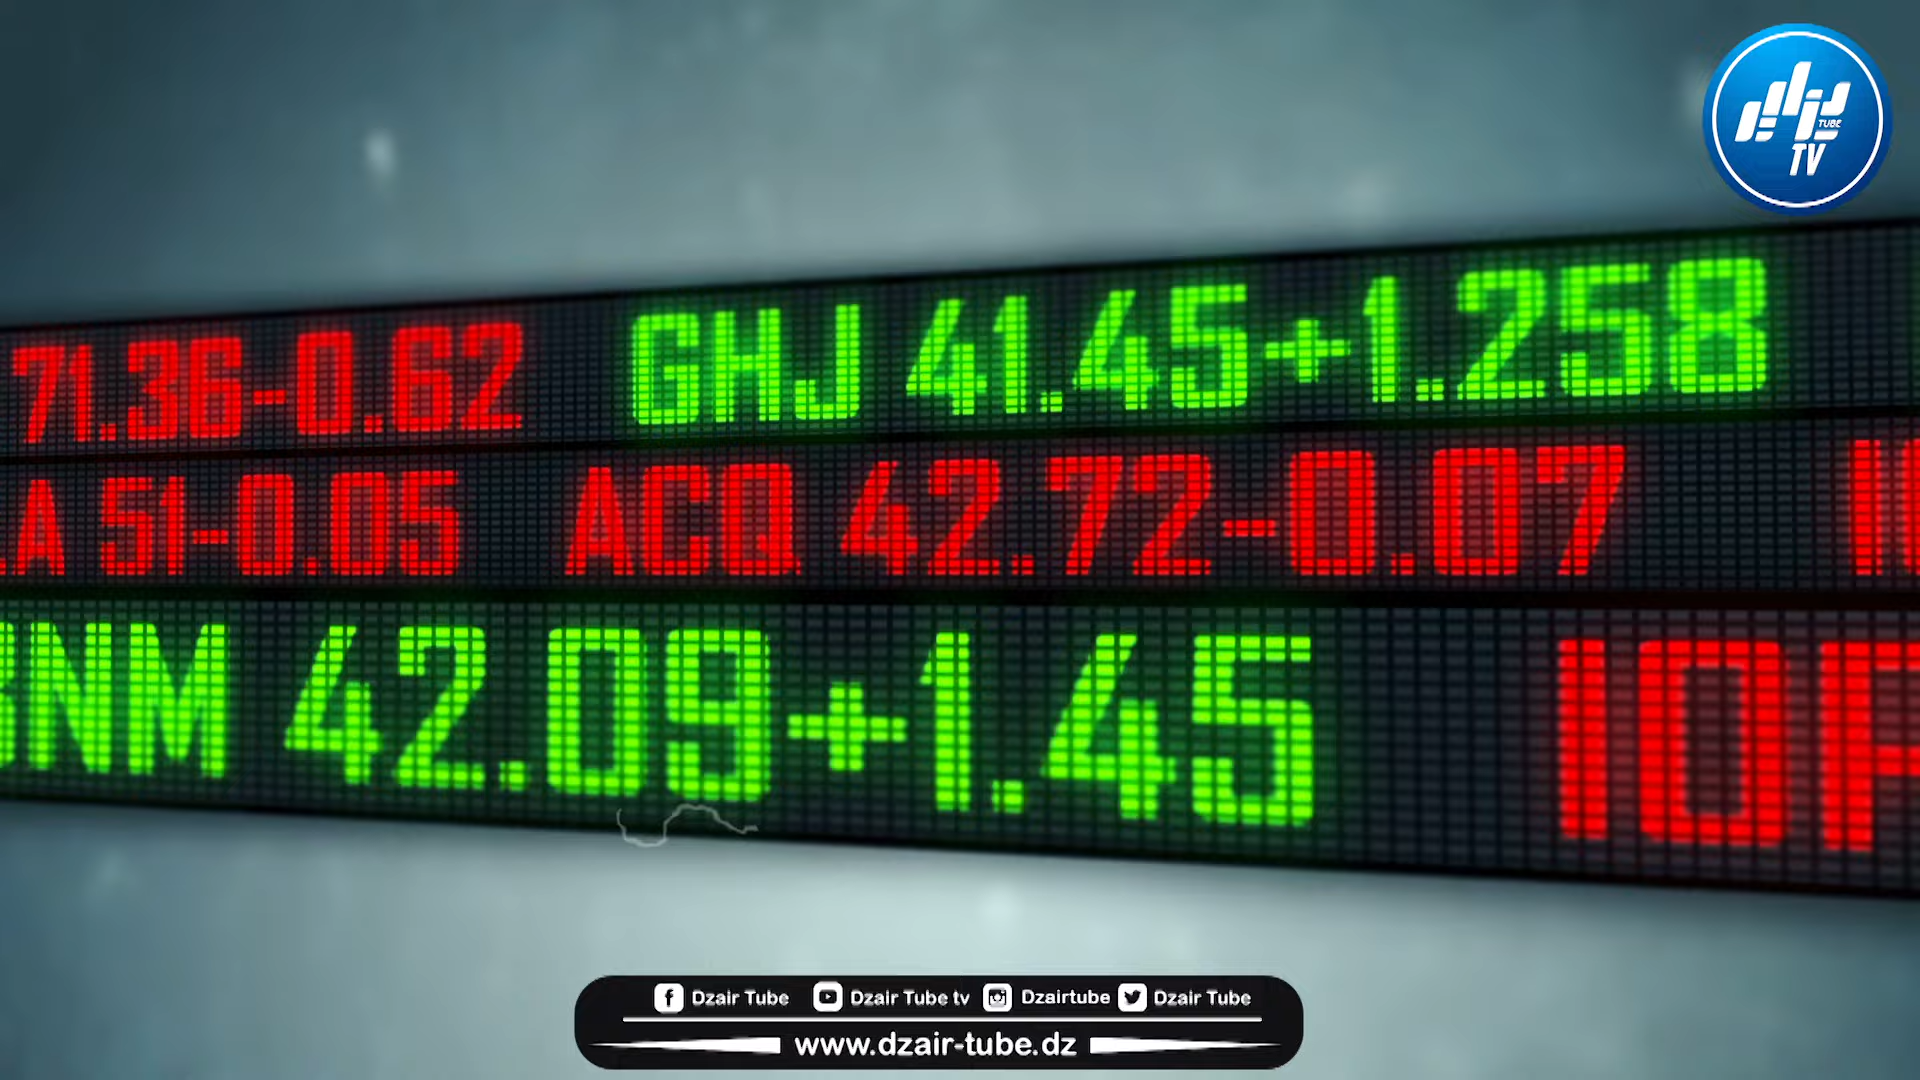 TUBE
TV
71.36-0.62 GHJ 41.45+1.258
A 51-0.05 ACQ 42.72-0.07
NM 42.09+1.45 IOP
Dzair Tube Dzair Tube tv Dzairtube Dzair Tube
www.dzair-tube.dz